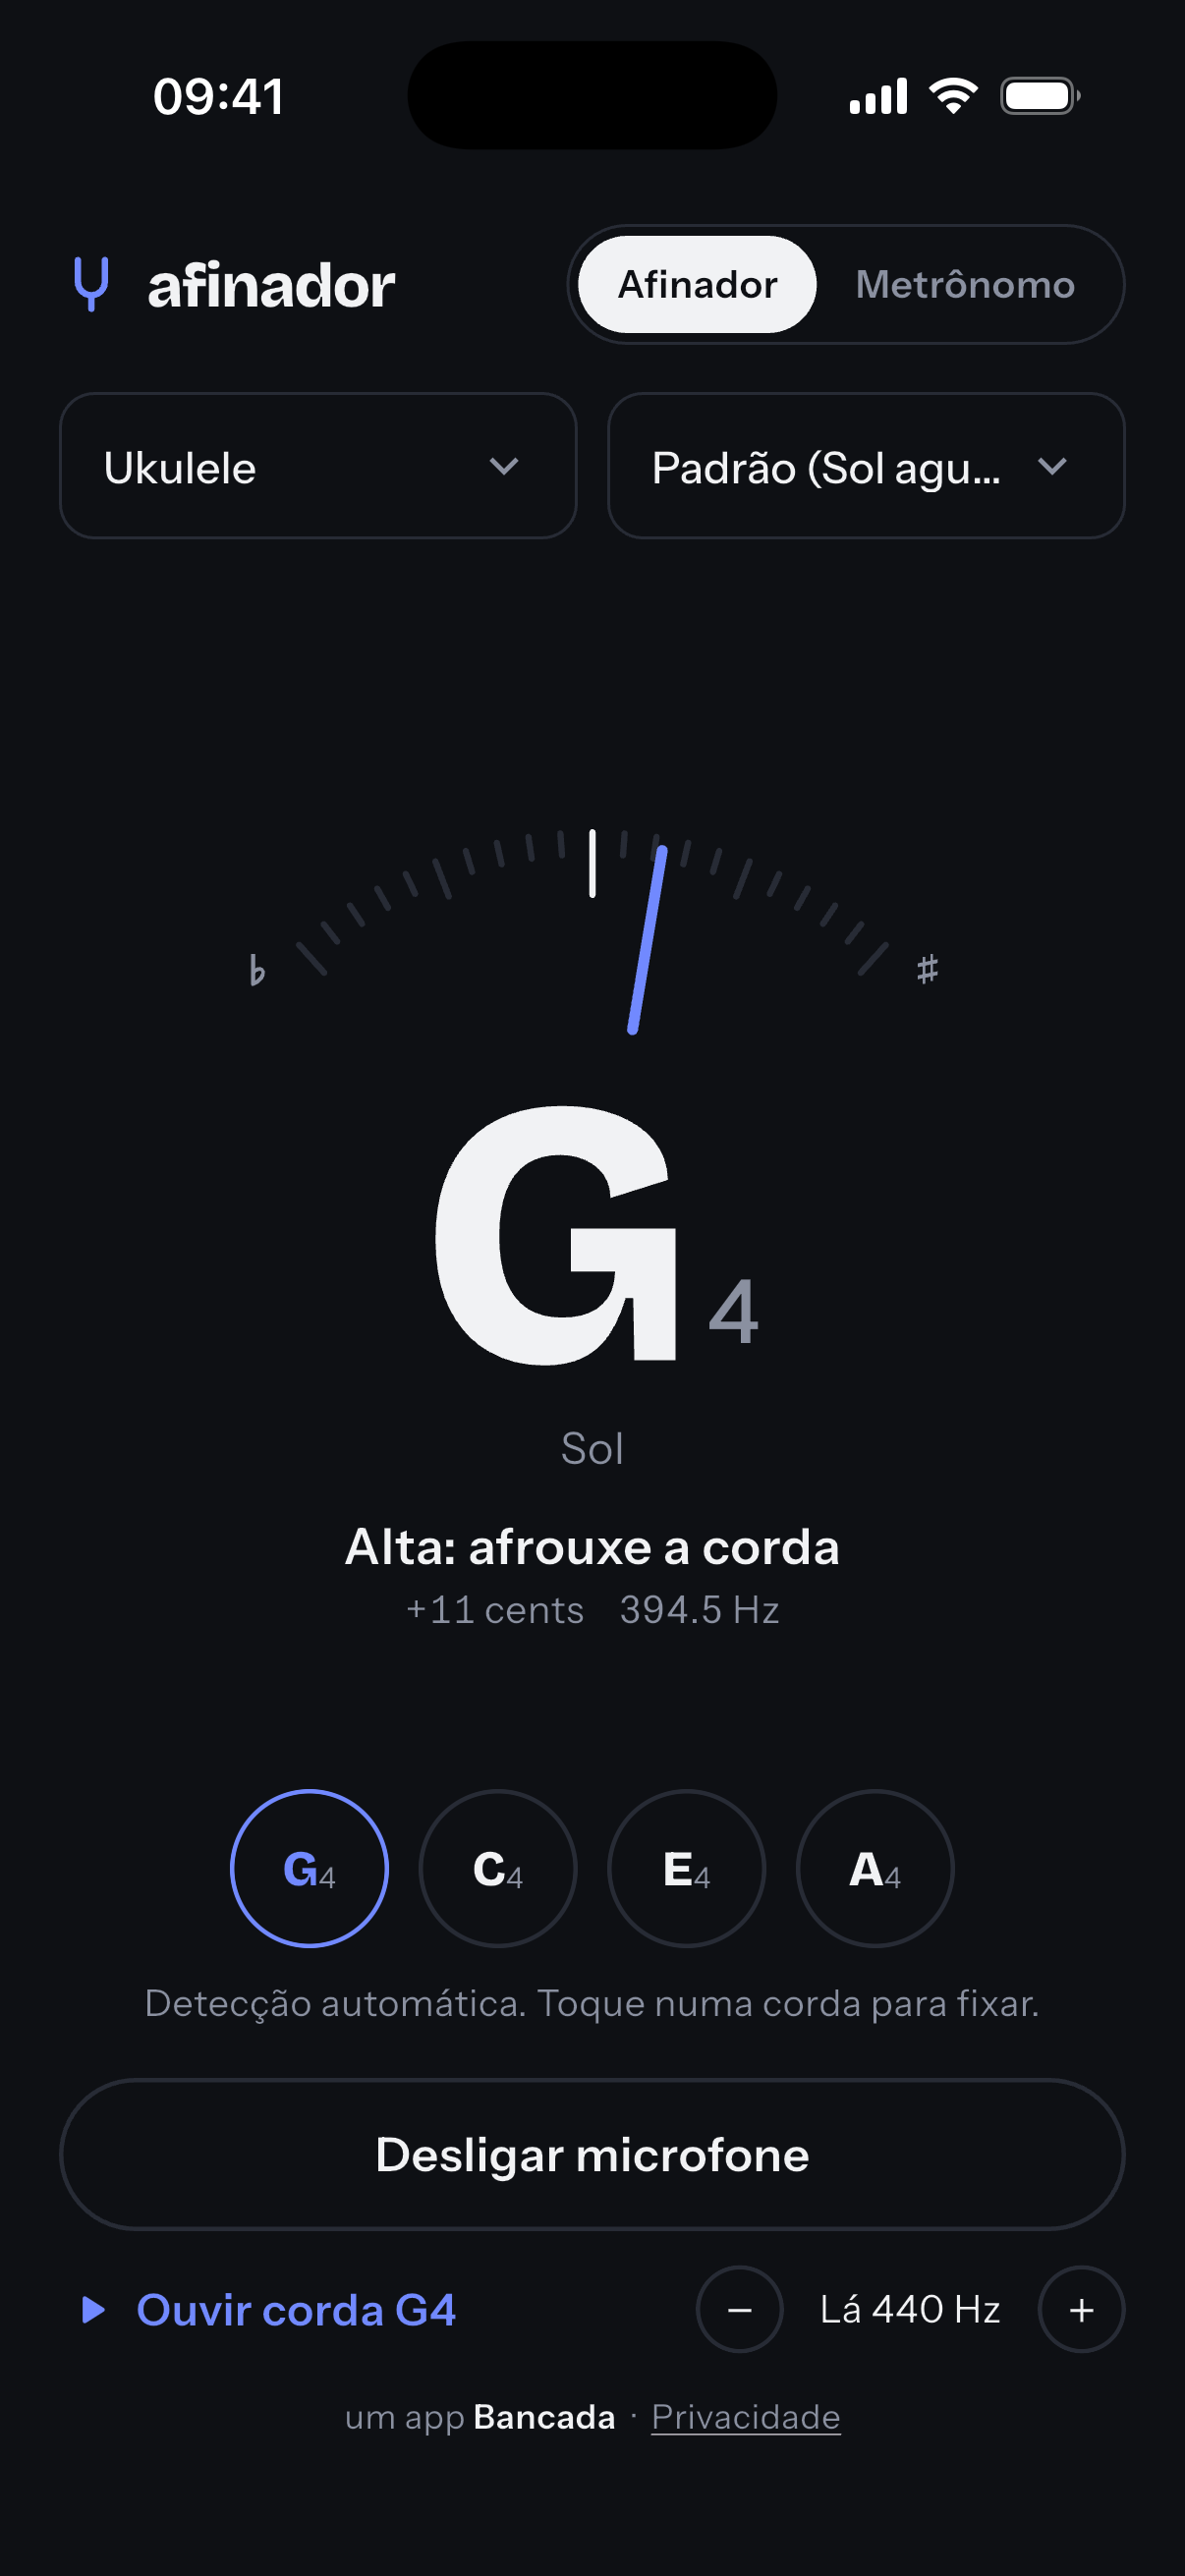 09:41
afinador
Afinador Metrônomo
Ukulele
Padrão (Sol agu...
♭ ♯
G4
Sol
Alta: afrouxe a corda
+11 cents 394.5 Hz
G4 C4 E4 A4
Detecção automática. Toque numa corda para fixar.
Desligar microfone
Ouvir corda G4
− Lá 440 Hz +
um app Bancada · Privacidade